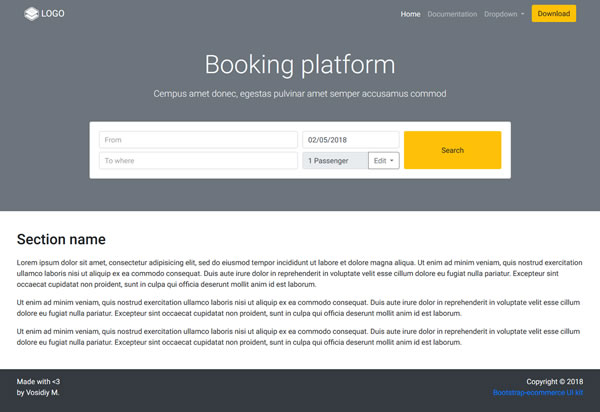 LOGO
Home Documentation Dropdown Download
Booking platform
Cempus amet donec, egestas pulvinar amet semper accusamus commod
From 02/05/2018 Search
To where 1 Passenger Edit
Section name
Lorem ipsum dolor sit amet, consectetur adipisicing elit, sed do eiusmod tempor incididunt ut labore et dolore magna aliqua. Ut enim ad minim veniam, quis nostrud exercitation
ullamco laboris nisi ut aliquip ex ea commodo consequat. Duis aute irure dolor in reprehenderit in voluptate velit esse cillum dolore eu fugiat nulla pariatur. Excepteur sint
occaecat cupidatat non proident, sunt in culpa qui officia deserunt mollit anim id est laborum.
Ut enim ad minim veniam, quis nostrud exercitation ullamco laboris nisi ut aliquip ex ea commodo consequat. Duis aute irure dolor in reprehenderit in voluptate velit esse cillum
dolore eu fugiat nulla pariatur. Excepteur sint occaecat cupidatat non proident, sunt in culpa qui officia deserunt mollit anim id est laborum.
Ut enim ad minim veniam, quis nostrud exercitation ullamco laboris nisi ut aliquip ex ea commodo consequat. Duis aute irure dolor in reprehenderit in voluptate velit esse cillum
dolore eu fugiat nulla pariatur. Excepteur sint occaecat cupidatat non proident, sunt in culpa qui officia deserunt mollit anim id est laborum.
Made with <3 Copyright © 2018
by Vosidiy M. Bootstrap-ecommerce UI kit